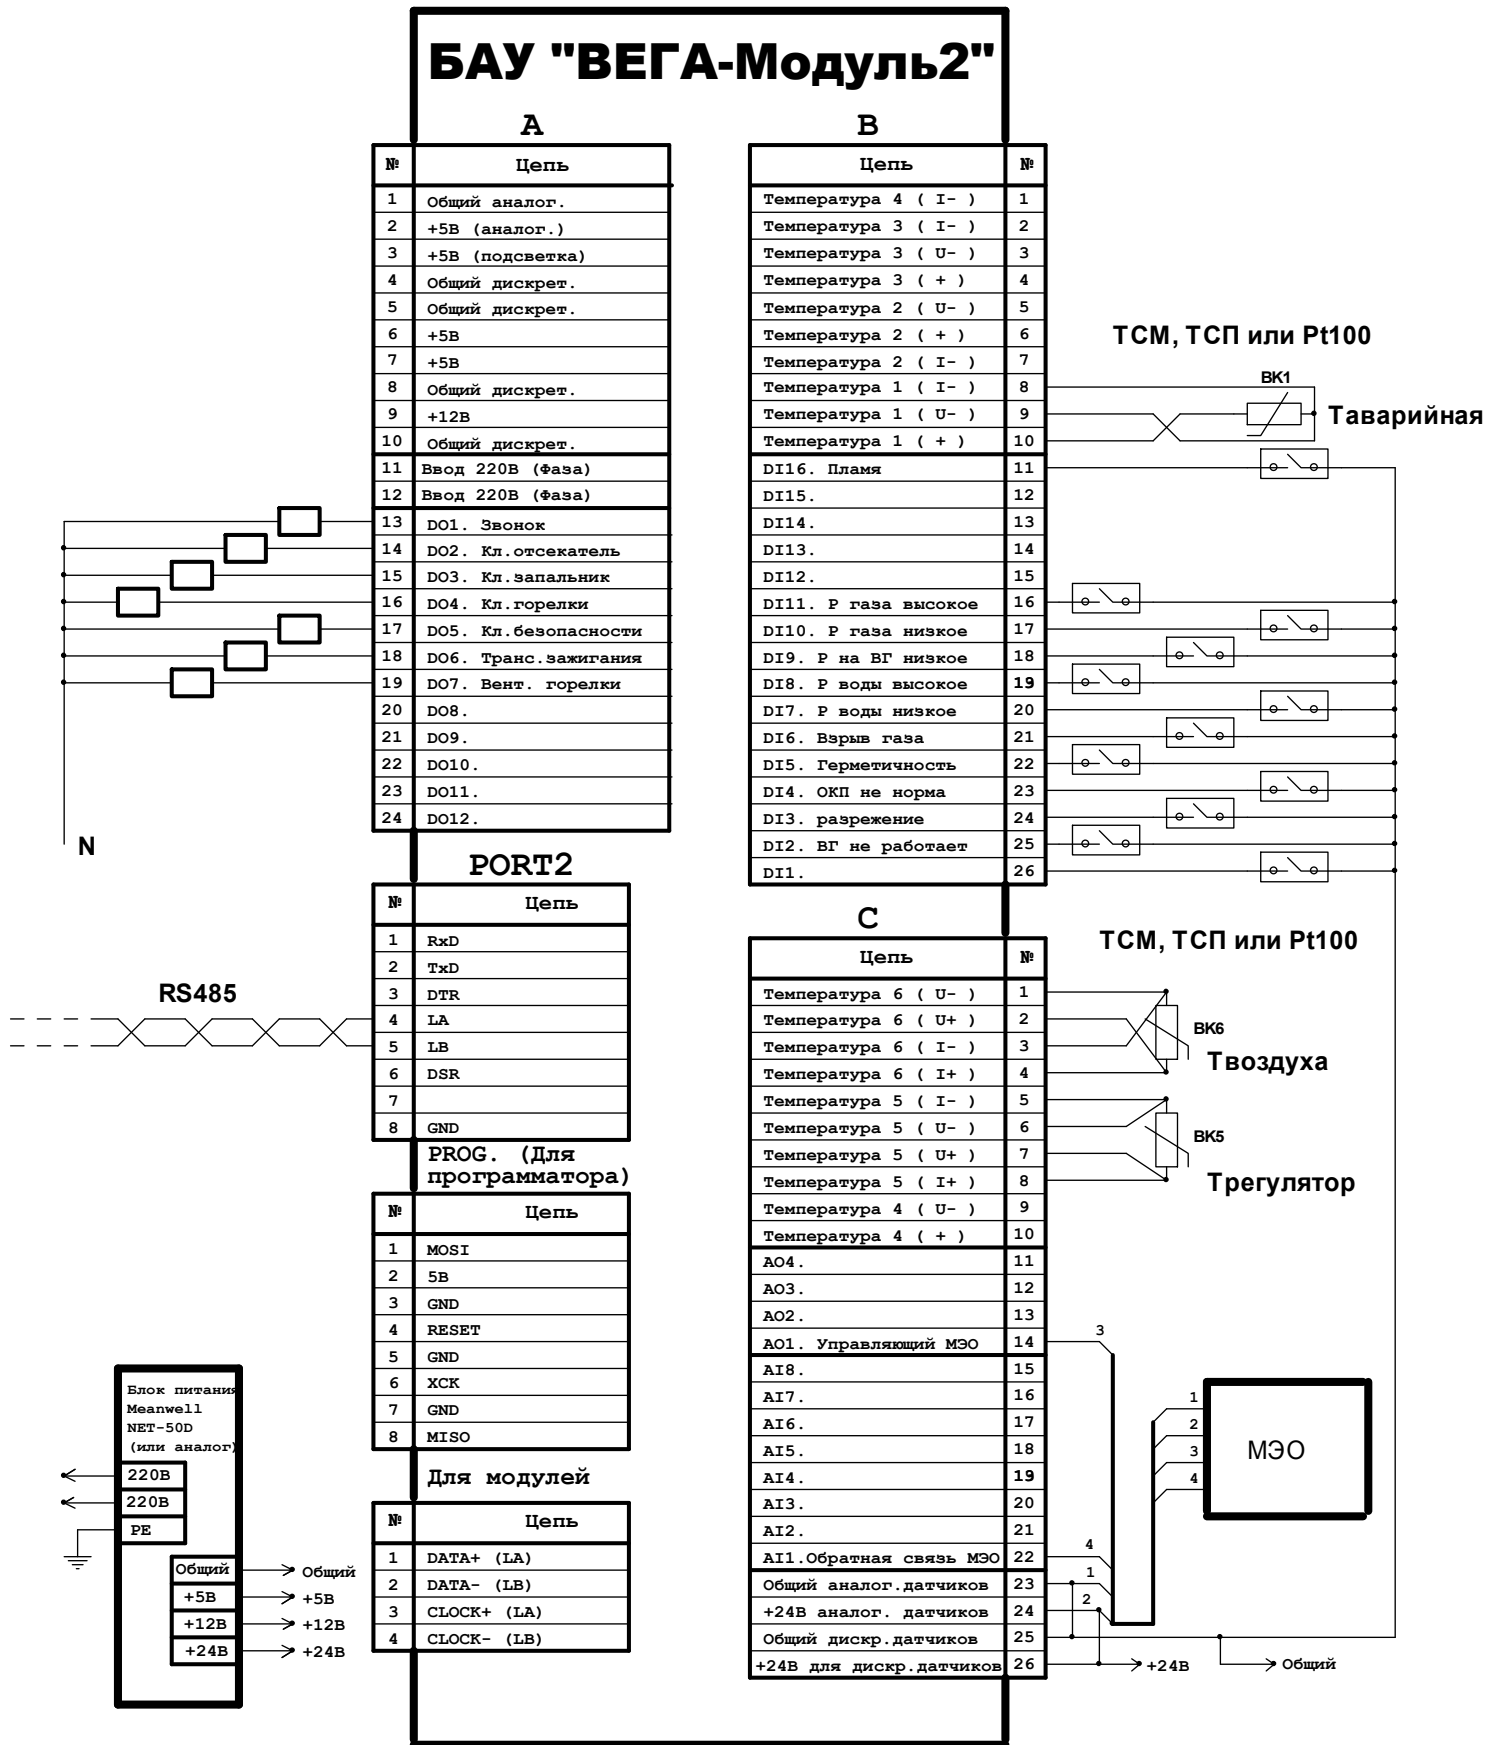 БАУ "ВЕГА-Модуль2"
A
№ Цепь
1 Общий аналог.
2 +5В (аналог.)
3 +5В (подсветка)
4 Общий дискрет.
5 Общий дискрет.
6 +5В
7 +5В
8 Общий дискрет.
9 +12В
10 Общий дискрет.
11 Ввод 220В (Фаза)
12 Ввод 220В (Фаза)
13 DO1. Звонок
14 DO2. Кл.отсекатель
15 DO3. Кл.запальник
16 DO4. Кл.горелки
17 DO5. Кл.безопасности
18 DO6. Транс.зажигания
19 DO7. Вент. горелки
20 DO8.
21 DO9.
22 DO10.
23 DO11.
24 DO12.
N
PORT2
№ Цепь
1 RxD
2 TxD
3 DTR
4 LA
5 LB
6 DSR
7
8 GND
RS485
PROG. (Для
программатора)
№ Цепь
1 MOSI
2 5В
3 GND
4 RESET
5 GND
6 XCK
7 GND
8 MISO
Для модулей
№ Цепь
1 DATA+ (LA)
2 DATA- (LB)
3 CLOCK+ (LA)
4 CLOCK- (LB)
Блок питания
Meanwell
NET-50D
(или аналог)
220В
220В
PE
Общий Общий
+5В +5В
+12В +12В
+24В +24В
B
Цепь №
Температура 4 ( I- ) 1
Температура 3 ( I- ) 2
Температура 3 ( U- ) 3
Температура 3 ( + ) 4
Температура 2 ( U- ) 5
Температура 2 ( + ) 6
Температура 2 ( I- ) 7
Температура 1 ( I- ) 8
Температура 1 ( U- ) 9
Температура 1 ( + ) 10
DI16. Пламя 11
DI15. 12
DI14. 13
DI13. 14
DI12. 15
DI11. Р газа высокое 16
DI10. Р газа низкое 17
DI9. Р на ВГ низкое 18
DI8. Р воды высокое 19
DI7. Р воды низкое 20
DI6. Взрыв газа 21
DI5. Герметичность 22
DI4. ОКП не норма 23
DI3. разрежение 24
DI2. ВГ не работает 25
DI1. 26
ТСМ, ТСП или Pt100
BK1
Таварийная
C
Цепь №
Температура 6 ( U- ) 1
Температура 6 ( U+ ) 2
Температура 6 ( I- ) 3
Температура 6 ( I+ ) 4
Температура 5 ( I- ) 5
Температура 5 ( U- ) 6
Температура 5 ( U+ ) 7
Температура 5 ( I+ ) 8
Температура 4 ( U- ) 9
Температура 4 ( + ) 10
AO4. 11
AO3. 12
AO2. 13
AO1. Управляющий МЭО 14
AI8. 15
AI7. 16
AI6. 17
AI5. 18
AI4. 19
AI3. 20
AI2. 21
AI1.Обратная связь МЭО 22
Общий аналог.датчиков 23
+24В аналог. датчиков 24
Общий дискр.датчиков 25
+24В для дискр.датчиков 26
ТСМ, ТСП или Pt100
BK6
Твоздуха
BK5
Трегулятор
3
4
1
2
1
2
3
4
МЭО
+24В
Общий